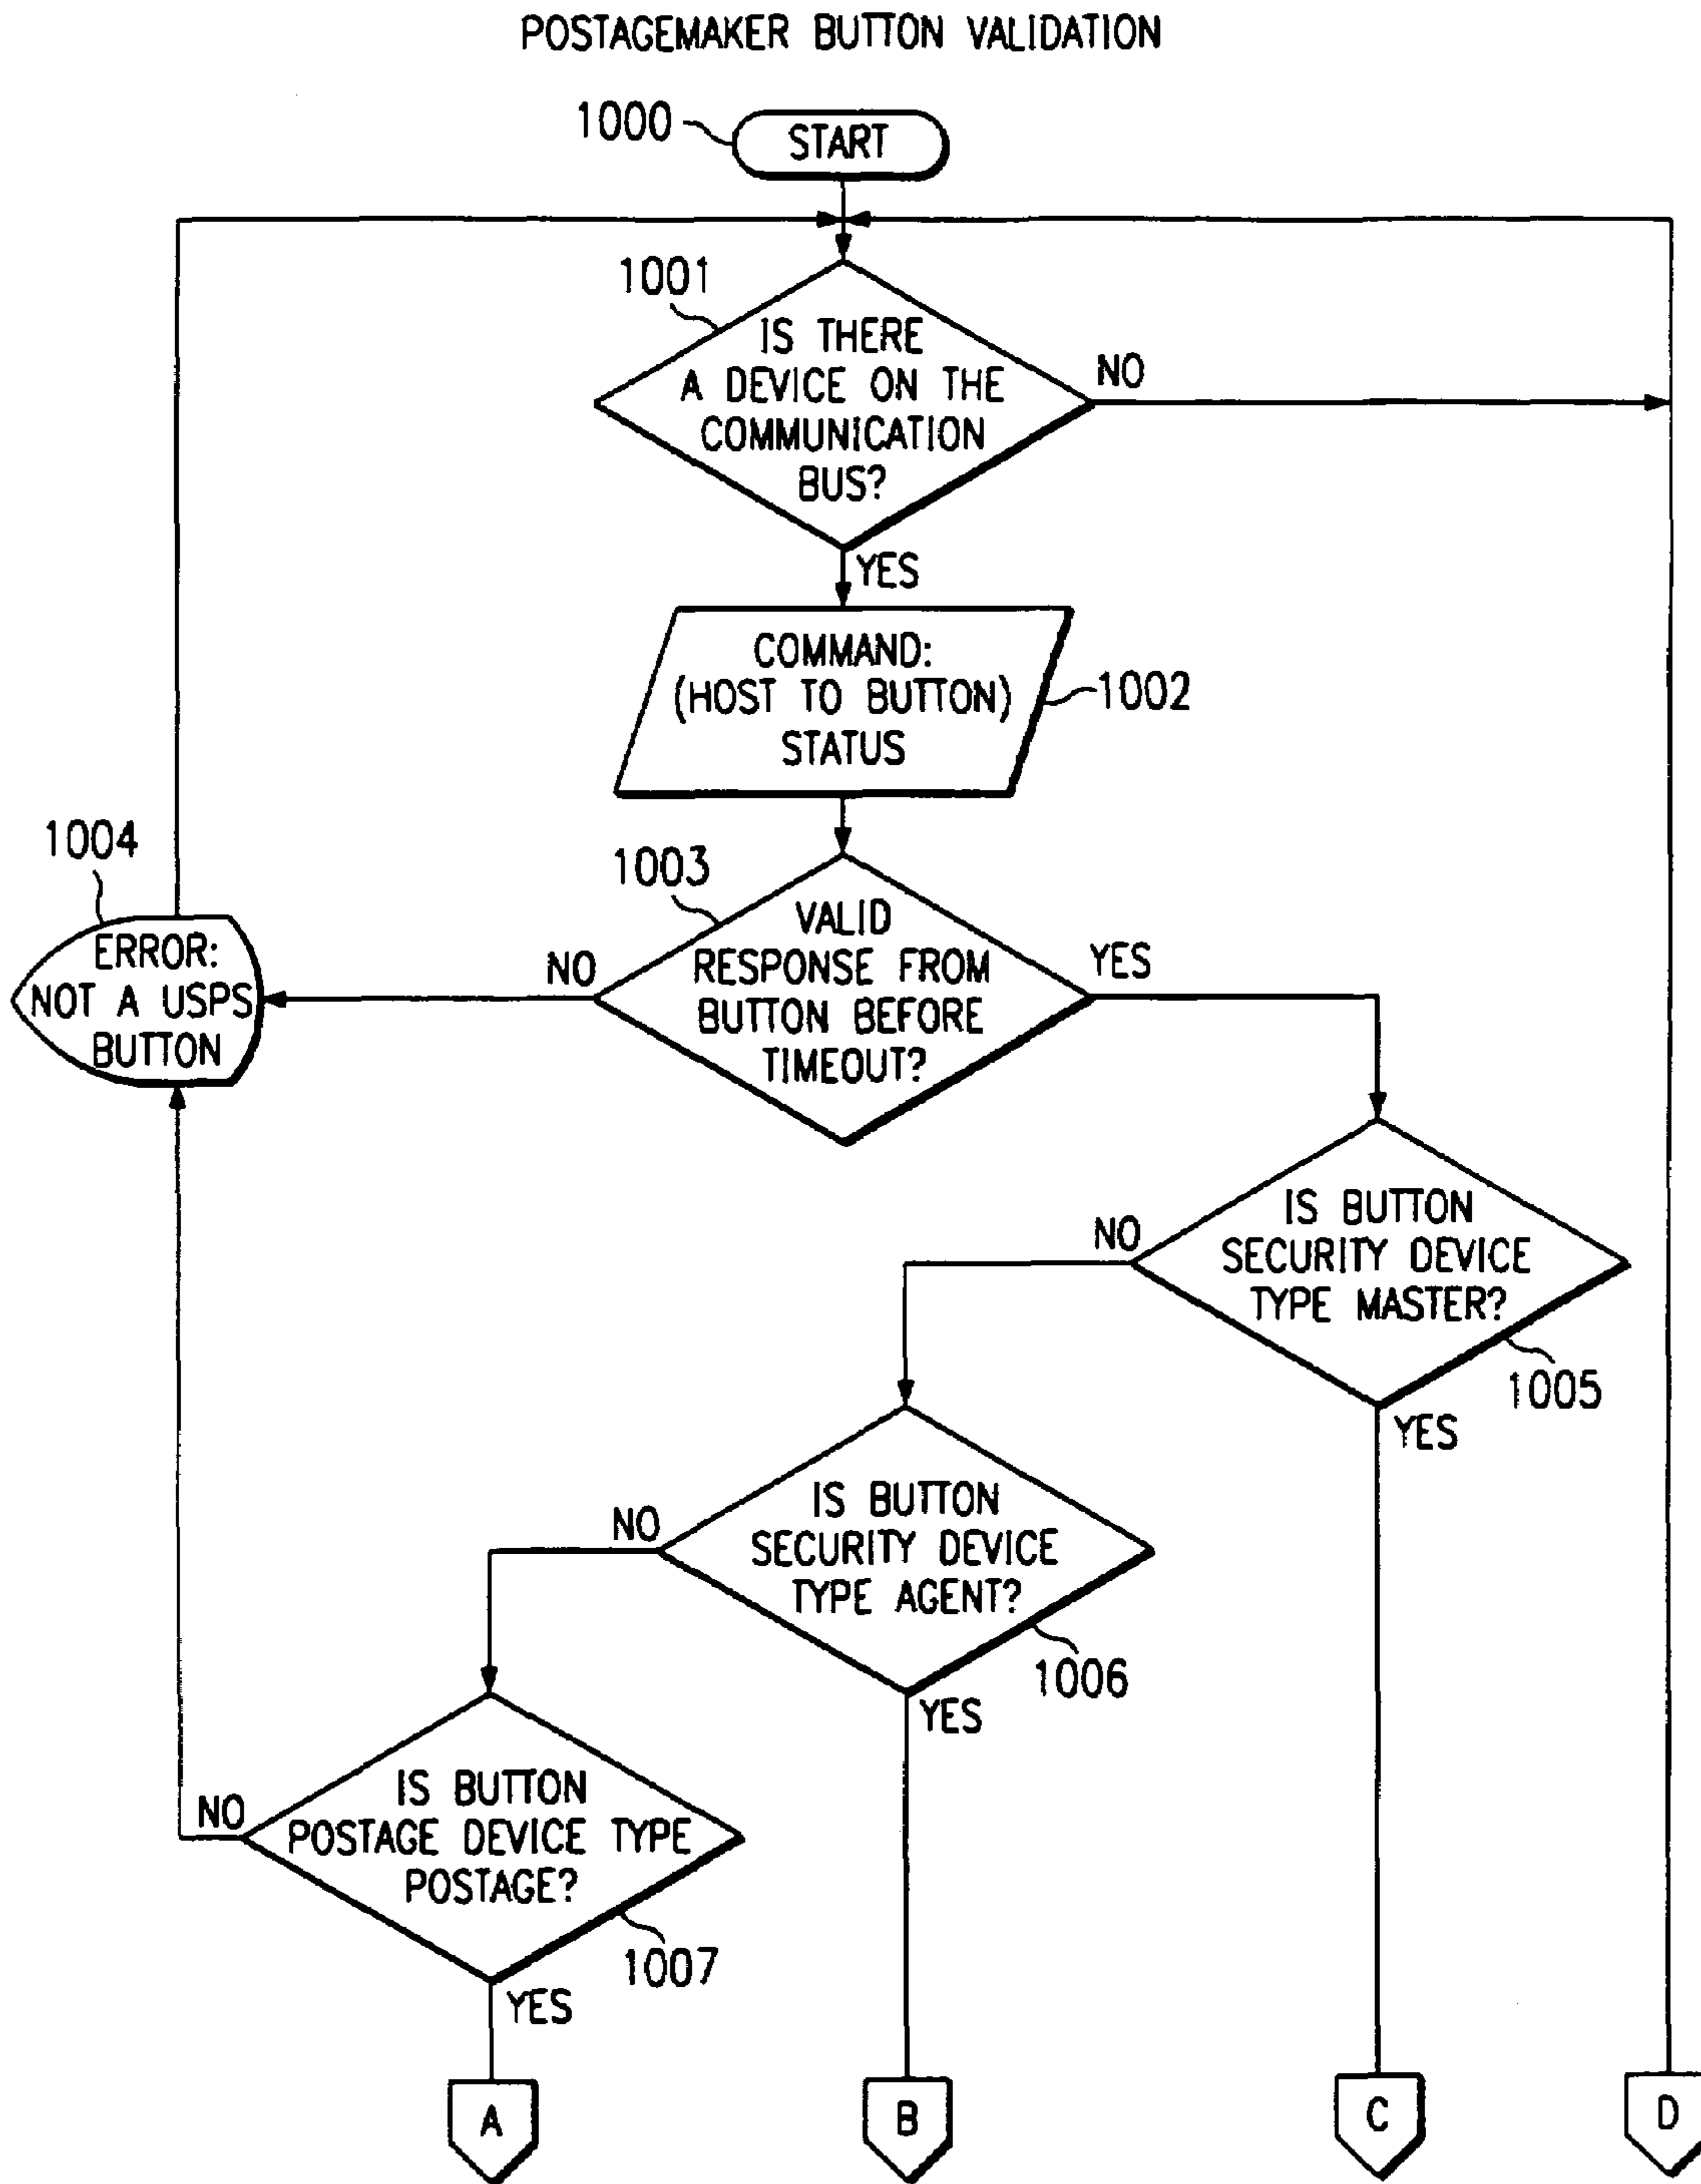 POSTAGEMAKER BUTTON VALIDATION
1000
START
1001
IS THERE
A DEVICE ON THE
COMMUNICATION
BUS?
NO
YES
COMMAND:
(HOST TO BUTTON)
STATUS
1002
1003
VALID
RESPONSE FROM
BUTTON BEFORE
TIMEOUT?
NO
YES
1004
ERROR:
NOT A USPS
BUTTON
IS BUTTON
SECURITY DEVICE
TYPE MASTER?
NO
1005
YES
IS BUTTON
SECURITY DEVICE
TYPE AGENT?
NO
1006
YES
IS BUTTON
POSTAGE DEVICE TYPE
POSTAGE?
NO
1007
YES
A
B
C
D